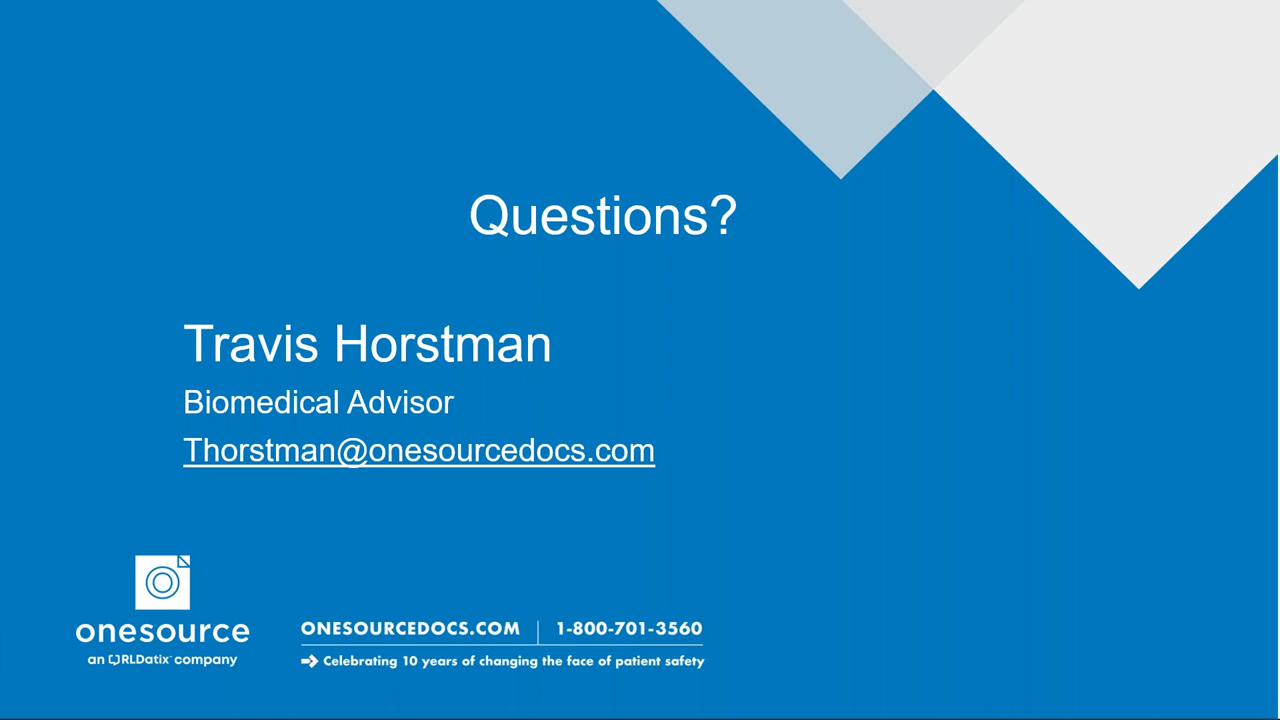 Questions?
Travis Horstman
Biomedical Advisor
Thorstman@onesourcedocs.com
onesource
an RLDatix™ company
ONESOURCEDOCS.COM | 1-800-701-3560
Celebrating 10 years of changing the face of patient safety